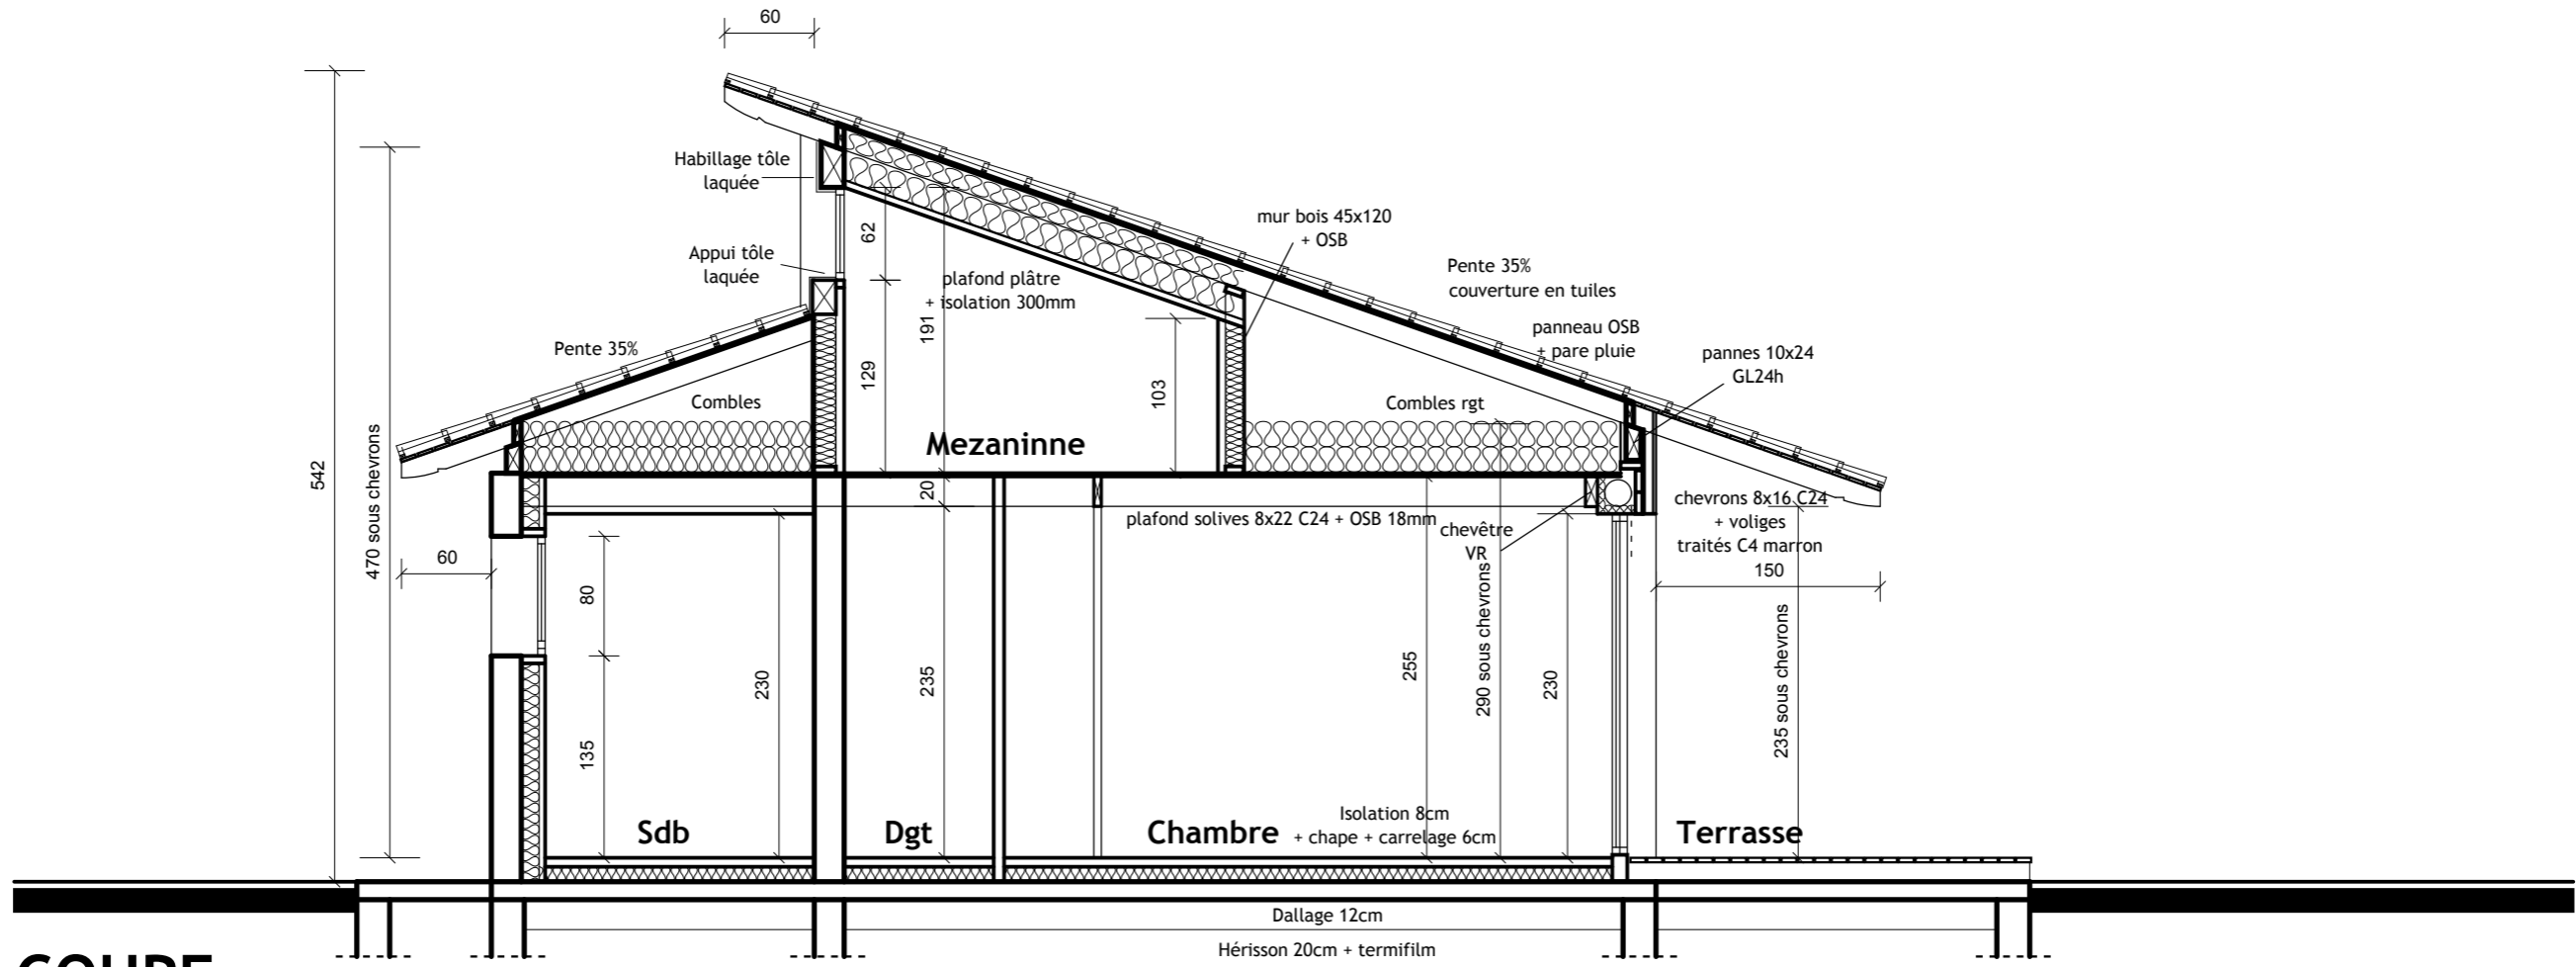 60
Habillage tôle
laquée
mur bois 45x120
+ OSB
62
Appui tôle
laquée
plafond plâtre
+ isolation 300mm
Pente 35%
couverture en tuiles
191
panneau OSB
+ pare pluie
Pente 35%
pannes 10x24
GL24h
129
103
Combles
Combles rgt
Mezaninne
542
470 sous chevrons
20
plafond solives 8x22 C24 + OSB 18mm
chevêtre
VR
chevrons 8x16 C24
+ voliges
traités C4 marron
150
60
80
135
230
235
255
290 sous chevrons
230
235 sous chevrons
Isolation 8cm
+ chape + carrelage 6cm
Sdb
Dgt
Chambre
Terrasse
Dallage 12cm
Hérisson 20cm + termifilm
COUPE